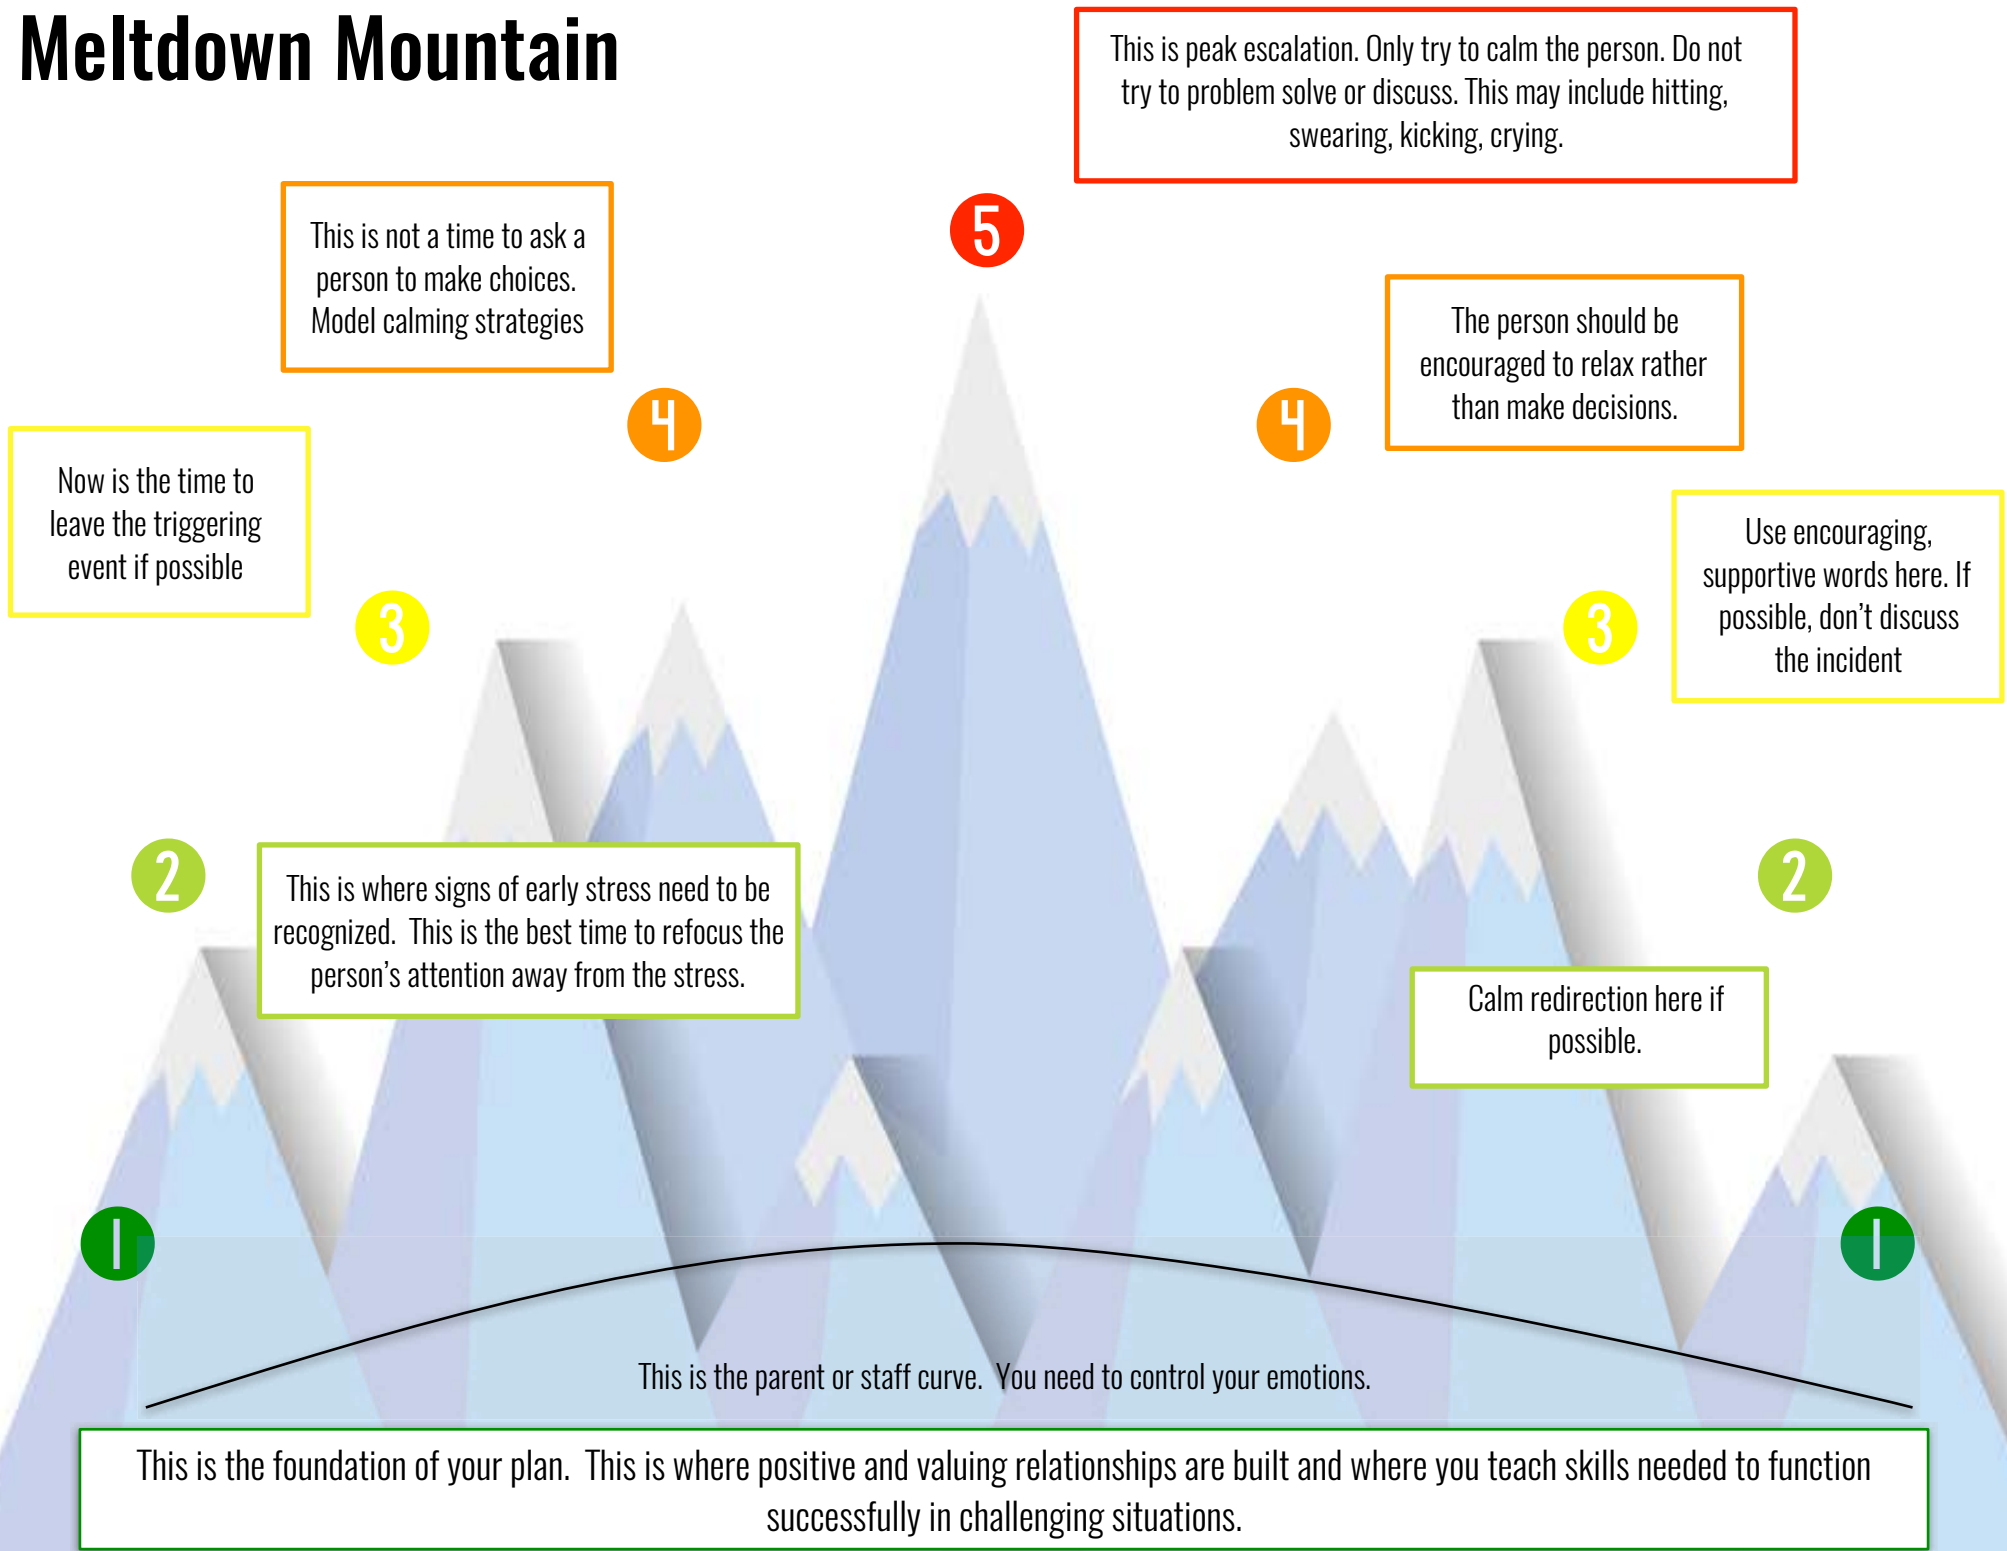 Meltdown Mountain
This is peak escalation. Only try to calm the person. Do not
try to problem solve or discuss. This may include hitting,
swearing, kicking, crying.
5
This is not a time to ask a
person to make choices.
Model calming strategies
4
4
The person should be
encouraged to relax rather
than make decisions.
Now is the time to
leave the triggering
event if possible
3
3
Use encouraging,
supportive words here. If
possible, don’t discuss
the incident
2
This is where signs of early stress need to be
recognized.  This is the best time to refocus the
person’s attention away from the stress.
2
Calm redirection here if
possible.
1
1
This is the parent or staff curve.  You need to control your emotions.
This is the foundation of your plan.  This is where positive and valuing relationships are built and where you teach skills needed to function
successfully in challenging situations.